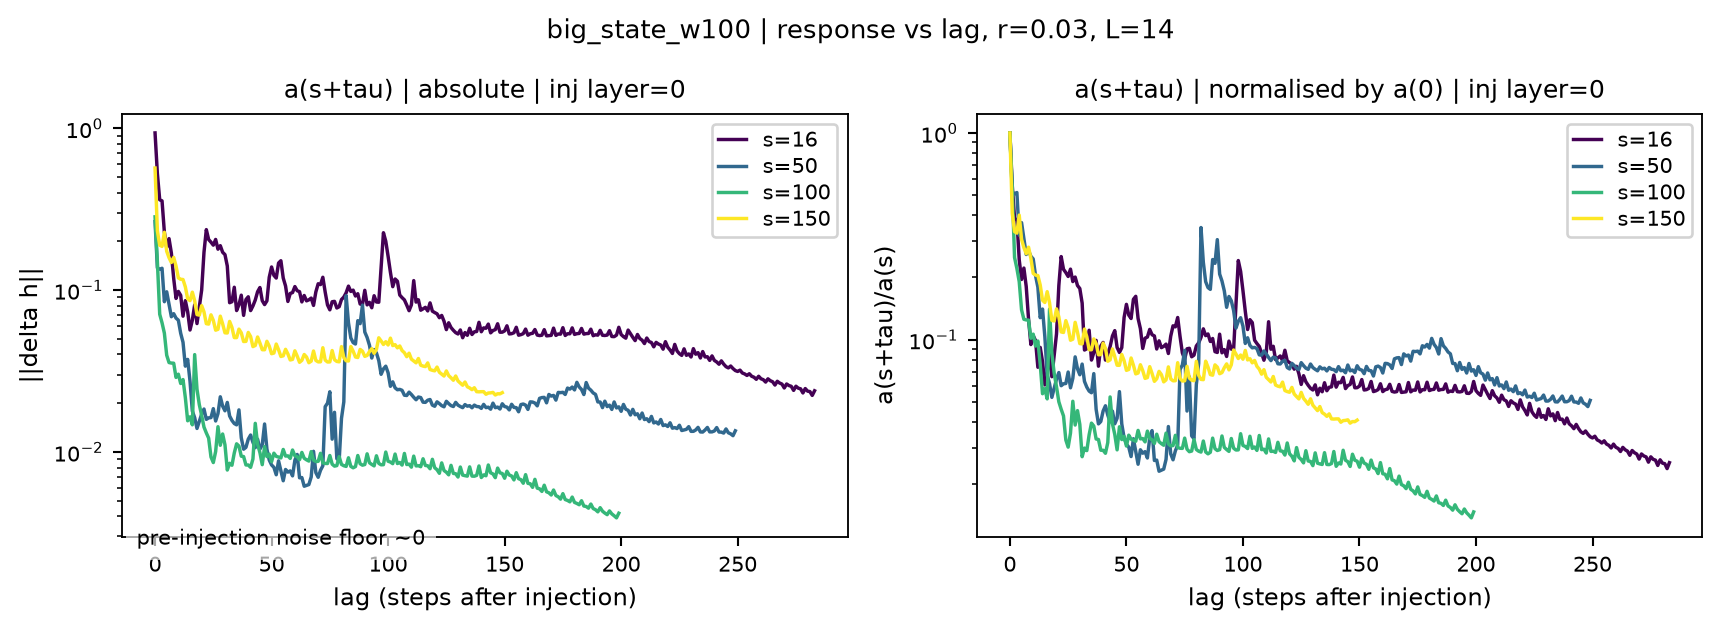 big_state_w100 | response vs lag, r=0.03, L=14
a(s+tau) | absolute | inj layer=0
||delta h||
10⁰
10⁻¹
10⁻²
s=16
s=50
s=100
s=150
pre-injection noise floor ~0
0 50 100 150 200 250
lag (steps after injection)
a(s+tau) | normalised by a(0) | inj layer=0
a(s+tau)/a(s)
10⁰
10⁻¹
s=16
s=50
s=100
s=150
0 50 100 150 200 250
lag (steps after injection)